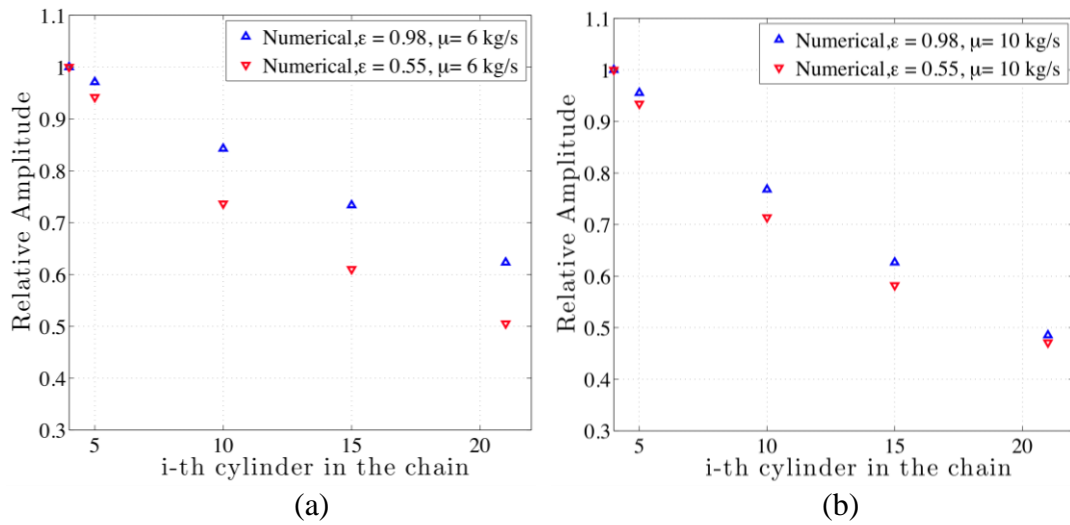 1.1
1
0.9
0.8
0.7
0.6
0.5
0.4
0.3
Relative Amplitude
Numerical,ε = 0.98, μ= 6 kg/s
Numerical,ε = 0.55, μ= 6 kg/s
5 10 15 20
i-th cylinder in the chain
(a)
1.1
1
0.9
0.8
0.7
0.6
0.5
0.4
0.3
Relative Amplitude
Numerical,ε = 0.98, μ= 10 kg/s
Numerical,ε = 0.55, μ= 10 kg/s
5 10 15 20
i-th cylinder in the chain
(b)